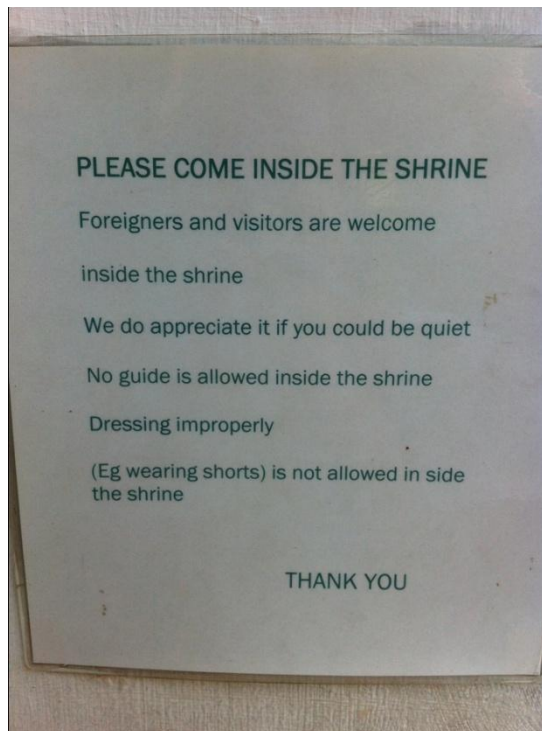 PLEASE COME INSIDE THE SHRINE
Foreigners and visitors are welcome
inside the shrine
We do appreciate it if you could be quiet
No guide is allowed inside the shrine
Dressing improperly
(Eg wearing shorts) is not allowed in side
the shrine
THANK YOU